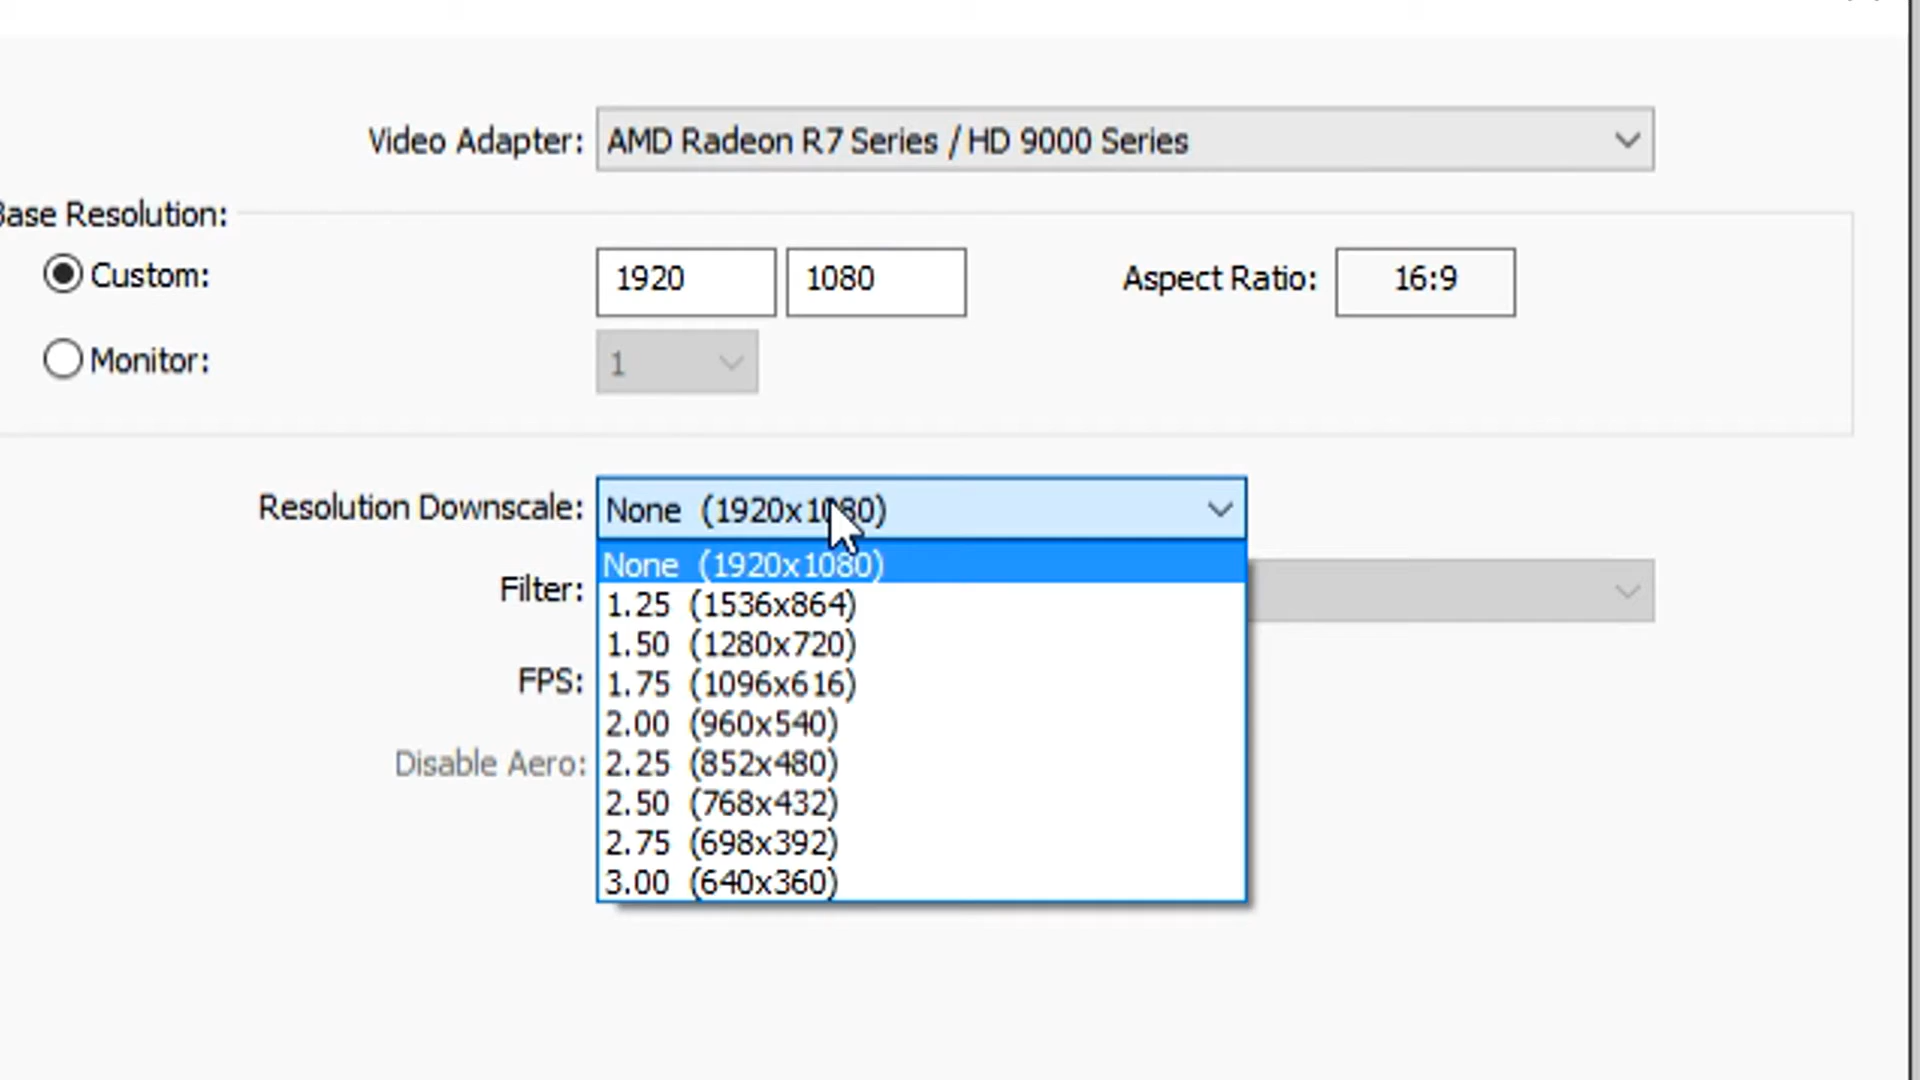 Video Adapter: AMD Radeon R7 Series / HD 9000 Series
Base Resolution:
Custom: 1920 1080 Aspect Ratio: 16:9
Monitor: 1
Resolution Downscale: None (1920x1080)
None (1920x1080)
Filter:
1.25 (1536x864)
1.50 (1280x720)
FPS: 1.75 (1096x616)
2.00 (960x540)
Disable Aero: 2.25 (852x480)
2.50 (768x432)
2.75 (698x392)
3.00 (640x360)